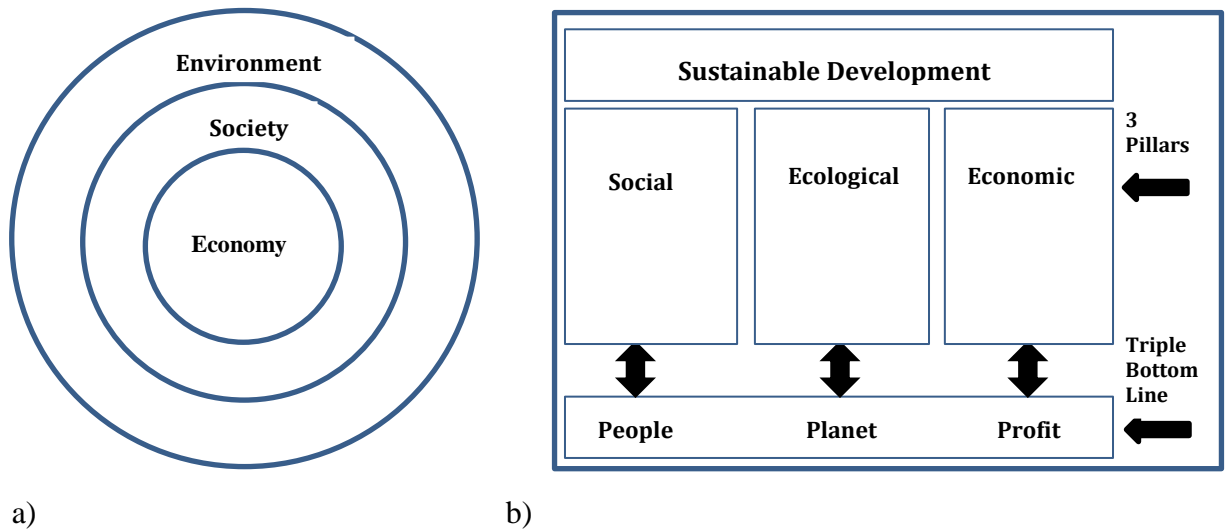 Environment
Society
Economy
a)
Sustainable Development
Social
Ecological
Economic
3
Pillars
Triple
Bottom
Line
People
Planet
Profit
b)